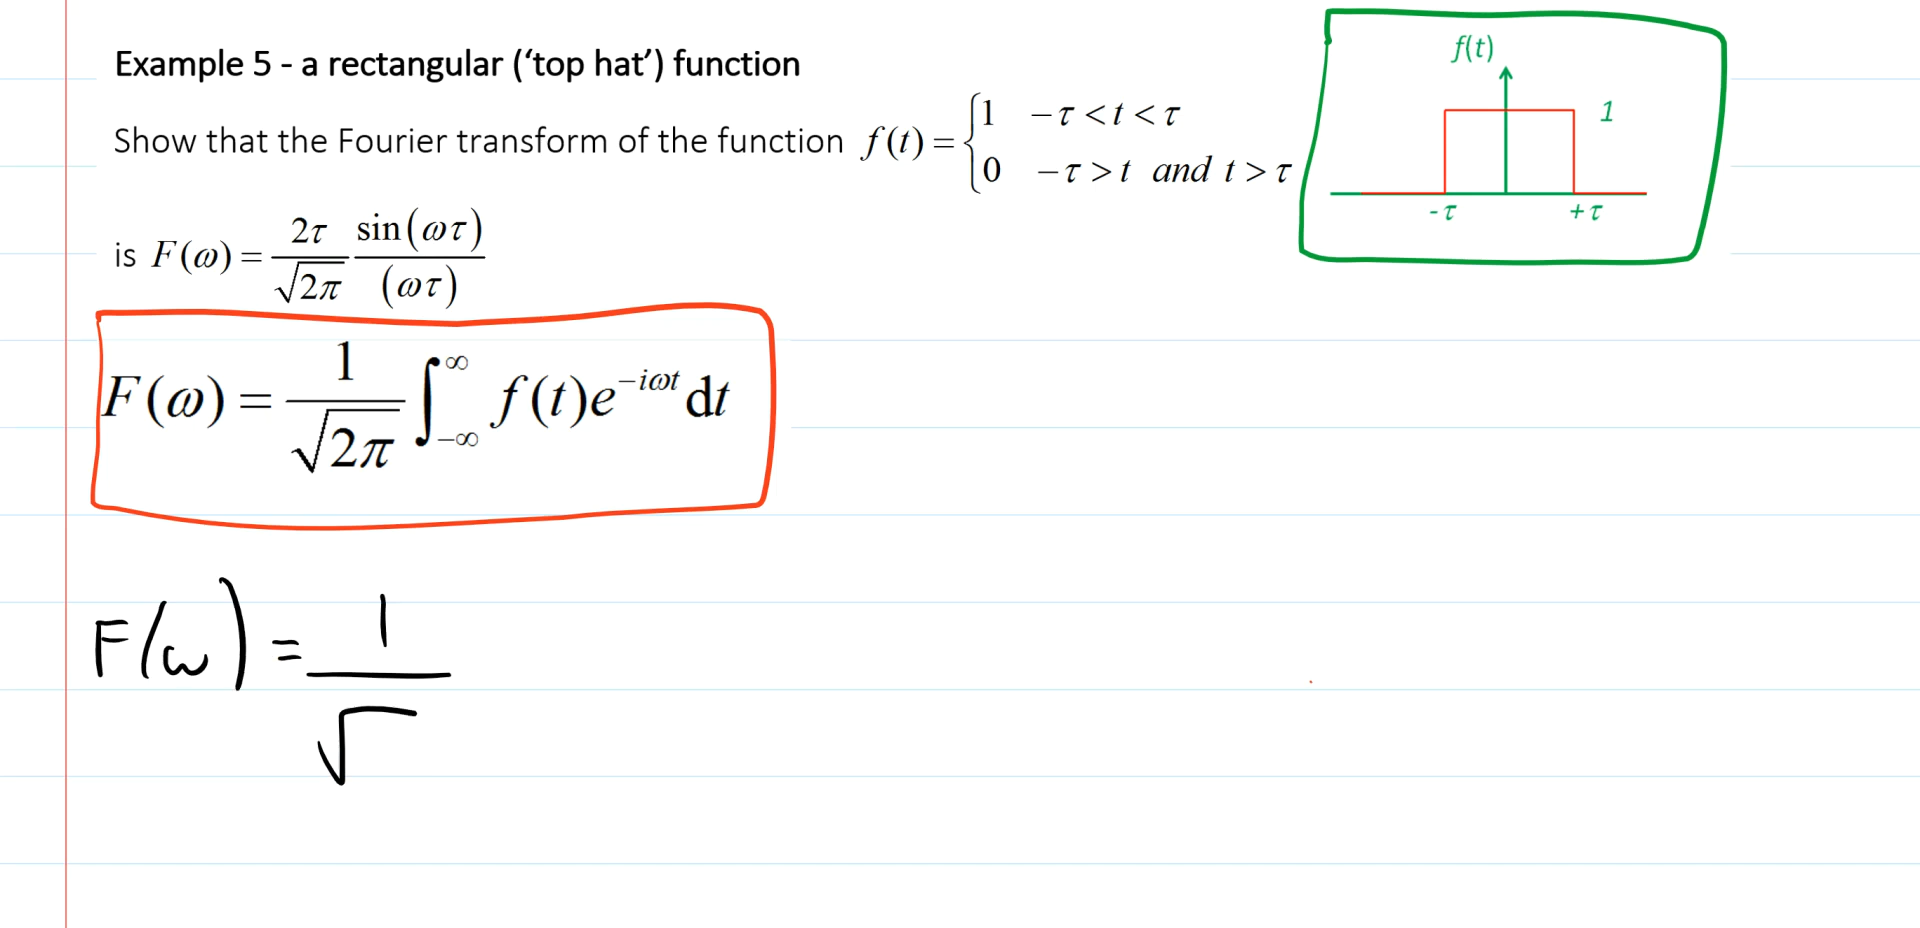 Example 5 - a rectangular (‘top hat’) function
Show that the Fourier transform of the function f(t) = { 1 −τ < t < τ
0 −τ > t and t > τ
is F(ω) = 2τ/√2π sin(ωτ)/(ωτ)
f(t)
1
-τ +τ
F(ω) = 1/√2π ∫_{−∞}^{∞} f(t)e^{−iωt} dt
F(ω) = 1/√